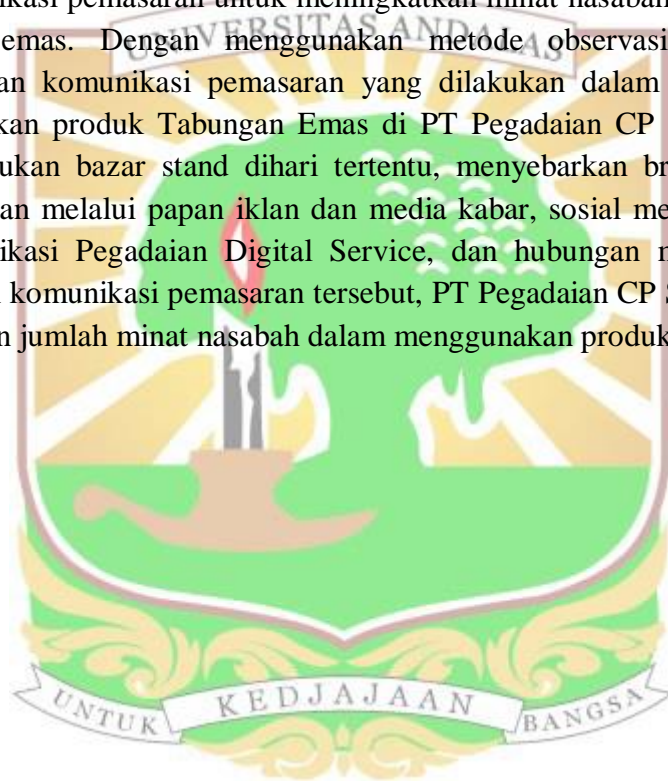 ikasi pemasaran untuk meningkatkan minat nasabah
emas. Dengan menggunakan metode observasi
UNIVERSITAS ANDALAS
an komunikasi pemasaran yang dilakukan dalam
kan produk Tabungan Emas di PT Pegadaian CP
ukan bazar stand dihari tertentu, menyebarkan br
an melalui papan iklan dan media kabar, sosial me
ikasi Pegadaian Digital Service, dan hubungan
komunikasi pemasaran tersebut, PT Pegadaian CP
n jumlah minat nasabah dalam menggunakan produk
UNTUK KEDJAJAAN BANGSA